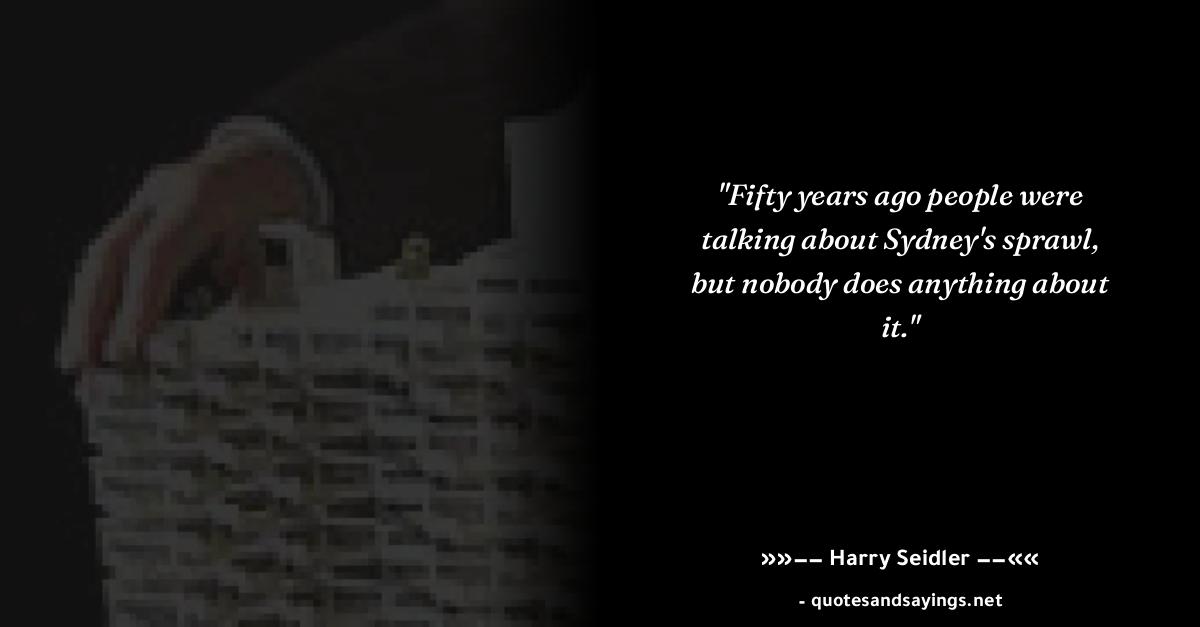 "Fifty years ago people were
talking about Sydney's sprawl,
but nobody does anything about
it."
»»−− Harry Seidler −−««
- quotesandsayings.net